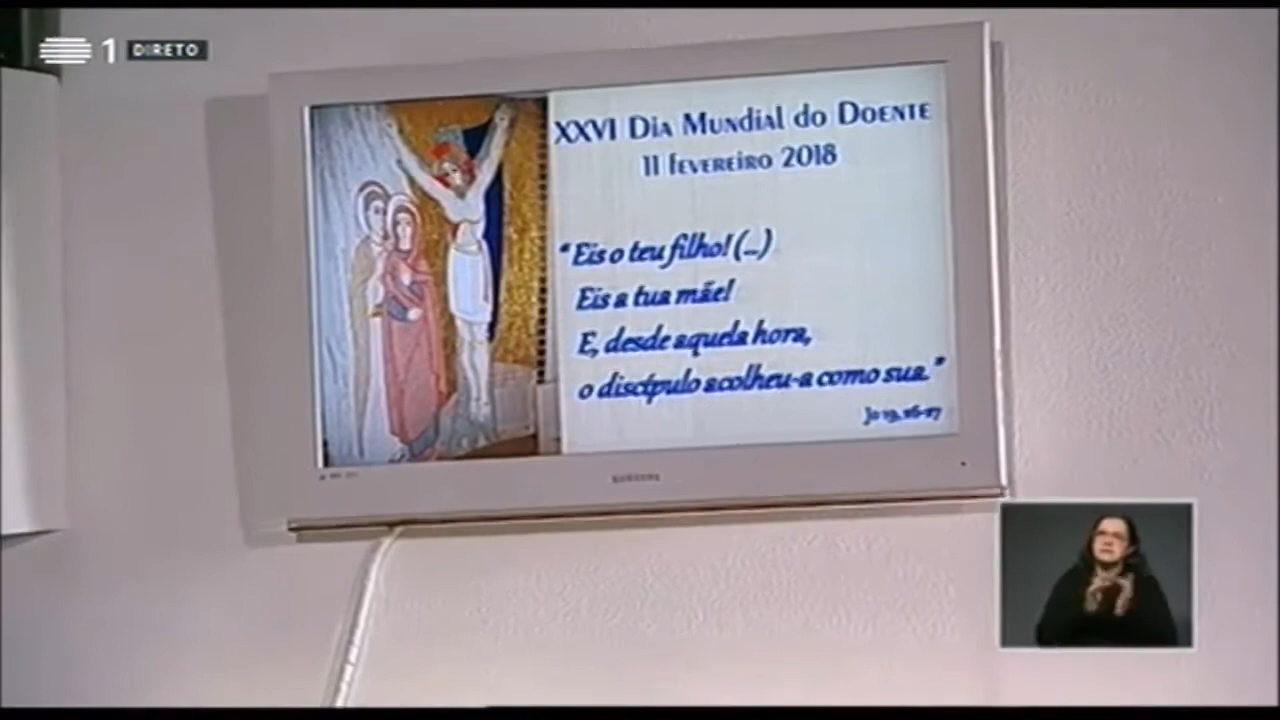 1 DIRETO
XXVI Dia Mundial do Doente
11 fevereiro 2018
“Eis o teu filho! (...)
Eis a tua mãe!
E, desde aquela hora,
o discípulo acolheu-a como sua.”
Jo 19, 26-27
SAMSUNG